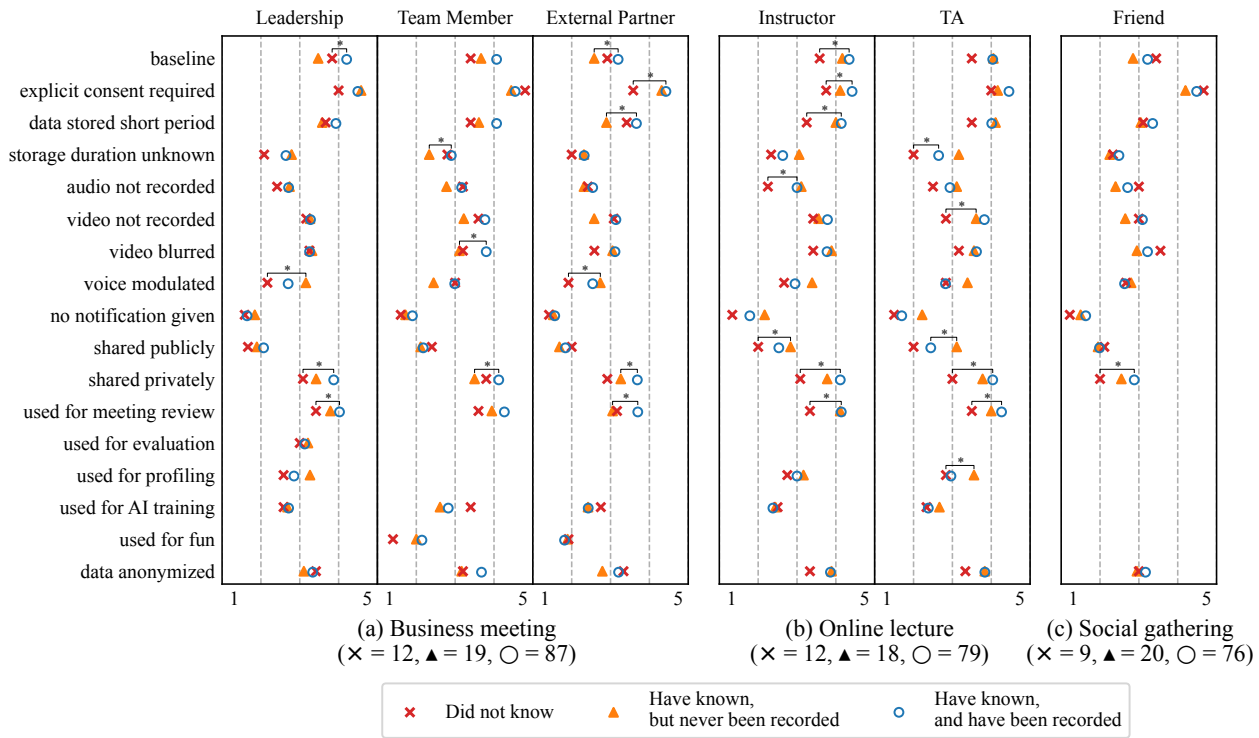 Leadership Team Member External Partner Instructor TA Friend
baseline
explicit consent required
data stored short period
storage duration unknown
audio not recorded
video not recorded
video blurred
voice modulated
no notification given
shared publicly
shared privately
used for meeting review
used for evaluation
used for profiling
used for AI training
used for fun
data anonymized
1 5 1 5 1 5 1 5 1 5 1 5
(a) Business meeting (b) Online lecture (c) Social gathering
(× = 12, ▲ = 19, ○ = 87) (× = 12, ▲ = 18, ○ = 79) (× = 9, ▲ = 20, ○ = 76)
Did not know
Have known,
but never been recorded
Have known,
and have been recorded